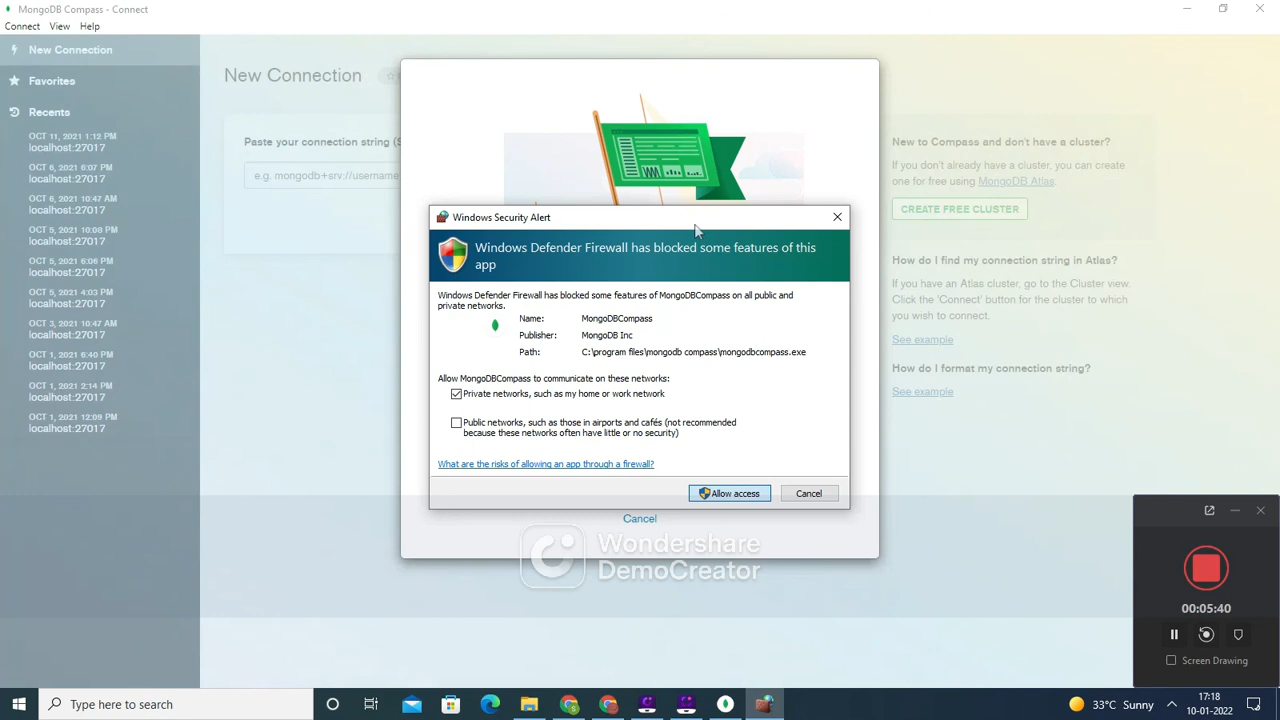 MongoDB Compass - Connect
Connect View Help
New Connection
Favorites
Recents
OCT 11, 2021 1:12 PM
localhost:27017
OCT 6, 2021 6:07 PM
localhost:27017
OCT 6, 2021 10:47 AM
localhost:27017
OCT 5, 2021 10:08 PM
localhost:27017
OCT 5, 2021 6:06 PM
localhost:27017
OCT 5, 2021 4:03 PM
localhost:27017
OCT 3, 2021 10:47 AM
localhost:27017
OCT 1, 2021 6:40 PM
localhost:27017
OCT 1, 2021 2:14 PM
localhost:27017
OCT 1, 2021 12:09 PM
localhost:27017
New Connection
Paste your connection string (S
e.g. mongodb+srv://username
New to Compass and don't have a cluster?
If you don't already have a cluster, you can create
one for free using MongoDB Atlas.
CREATE FREE CLUSTER
How do I find my connection string in Atlas?
If you have an Atlas cluster, go to the Cluster view.
Click the 'Connect' button for the cluster to which
you wish to connect.
See example
How do I format my connection string?
See example
Windows Security Alert
Windows Defender Firewall has blocked some features of this
app
Windows Defender Firewall has blocked some features of MongoDBCompass on all public and
private networks.
Name: MongoDBCompass
Publisher: MongoDB Inc
Path: C:\program files\mongodb compass\mongodbcompass.exe
Allow MongoDBCompass to communicate on these networks:
Private networks, such as my home or work network
Public networks, such as those in airports and cafés (not recommended
because these networks often have little or no security)
What are the risks of allowing an app through a firewall?
Allow access Cancel
Cancel
Wondershare
DemoCreator
00:05:40
Screen Drawing
Type here to search
33°C Sunny
17:18
10-01-2022